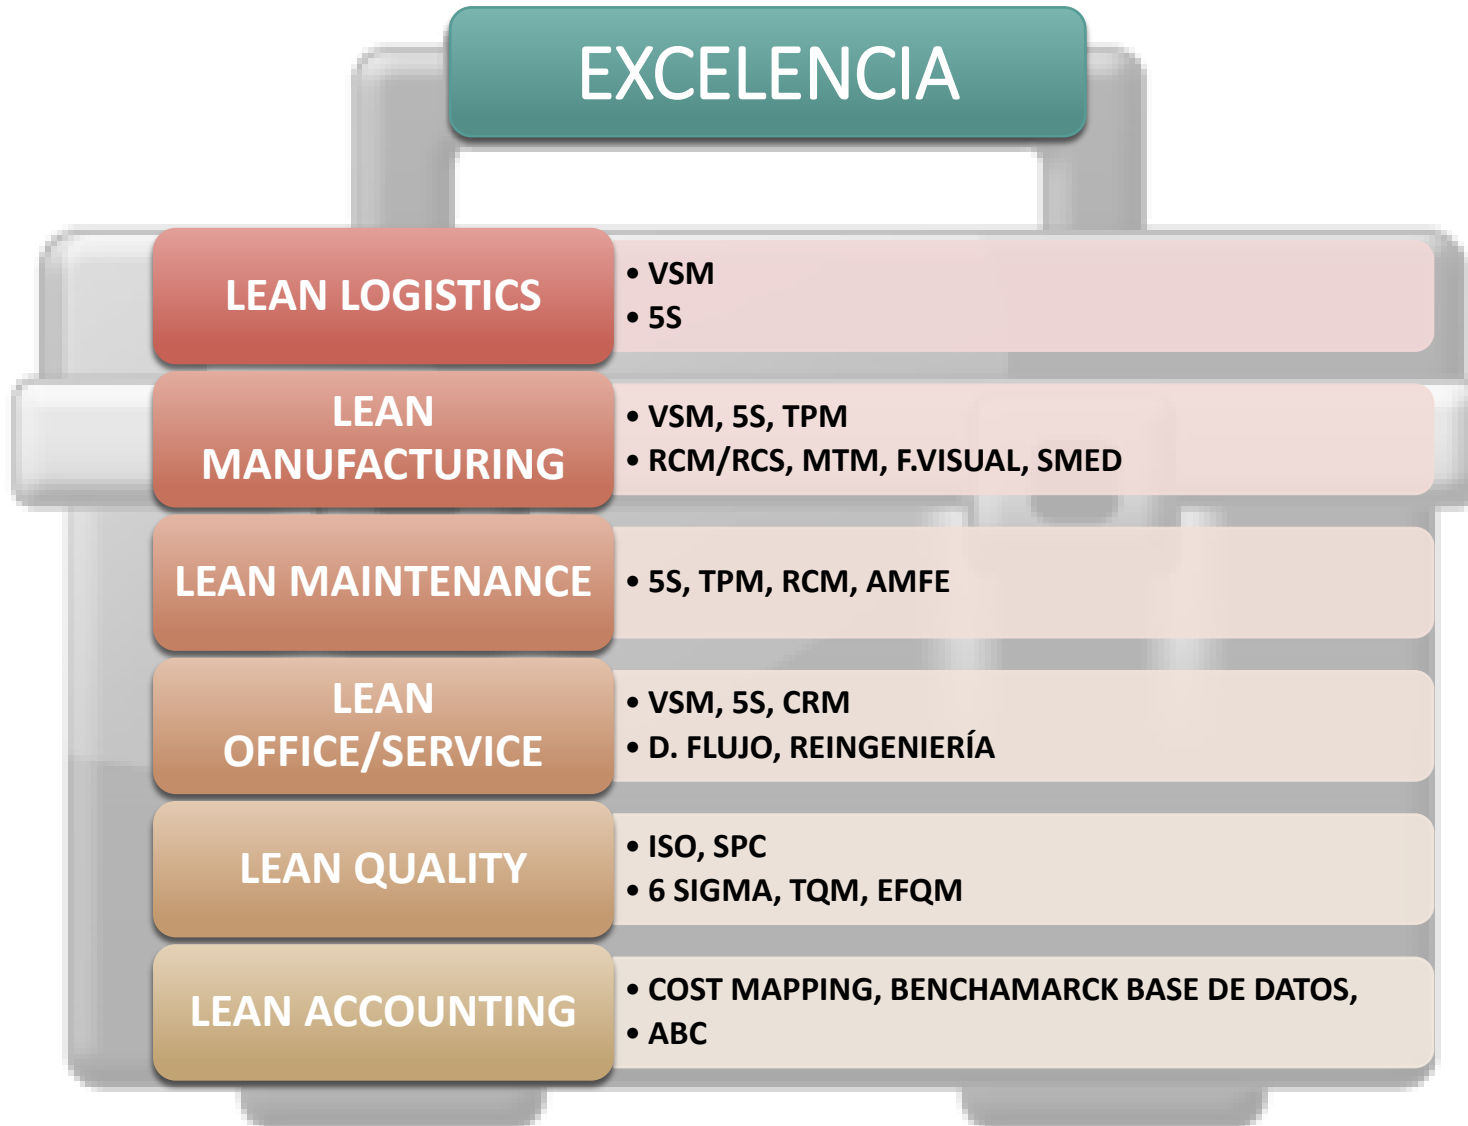 EXCELENCIA
LEAN LOGISTICS
• VSM
• 5S
LEAN
MANUFACTURING
• VSM, 5S, TPM
• RCM/RCS, MTM, F.VISUAL, SMED
LEAN MAINTENANCE
• 5S, TPM, RCM, AMFE
LEAN
OFFICE/SERVICE
• VSM, 5S, CRM
• D. FLUJO, REINGENIERÍA
LEAN QUALITY
• ISO, SPC
• 6 SIGMA, TQM, EFQM
LEAN ACCOUNTING
• COST MAPPING, BENCHAMARCK BASE DE DATOS,
• ABC